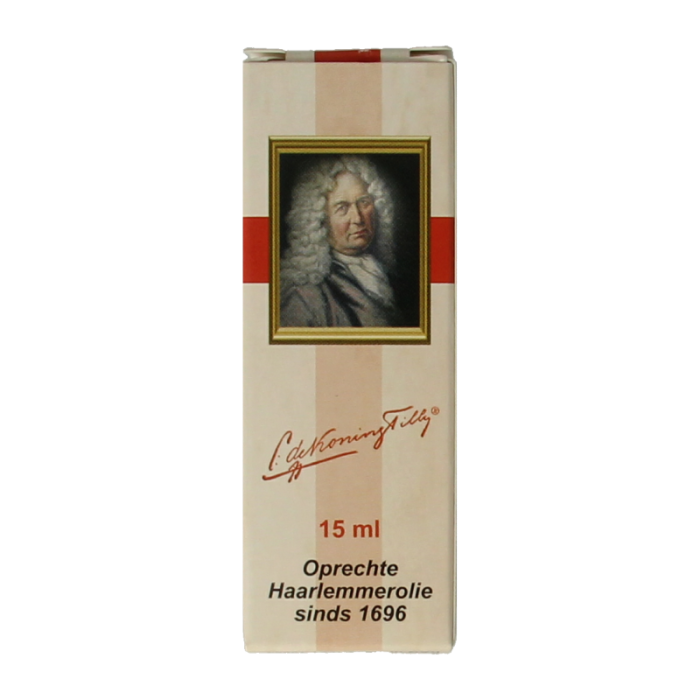 C. de Koning Tilly®
15 ml
Oprechte
Haarlemmerolie
sinds 1696